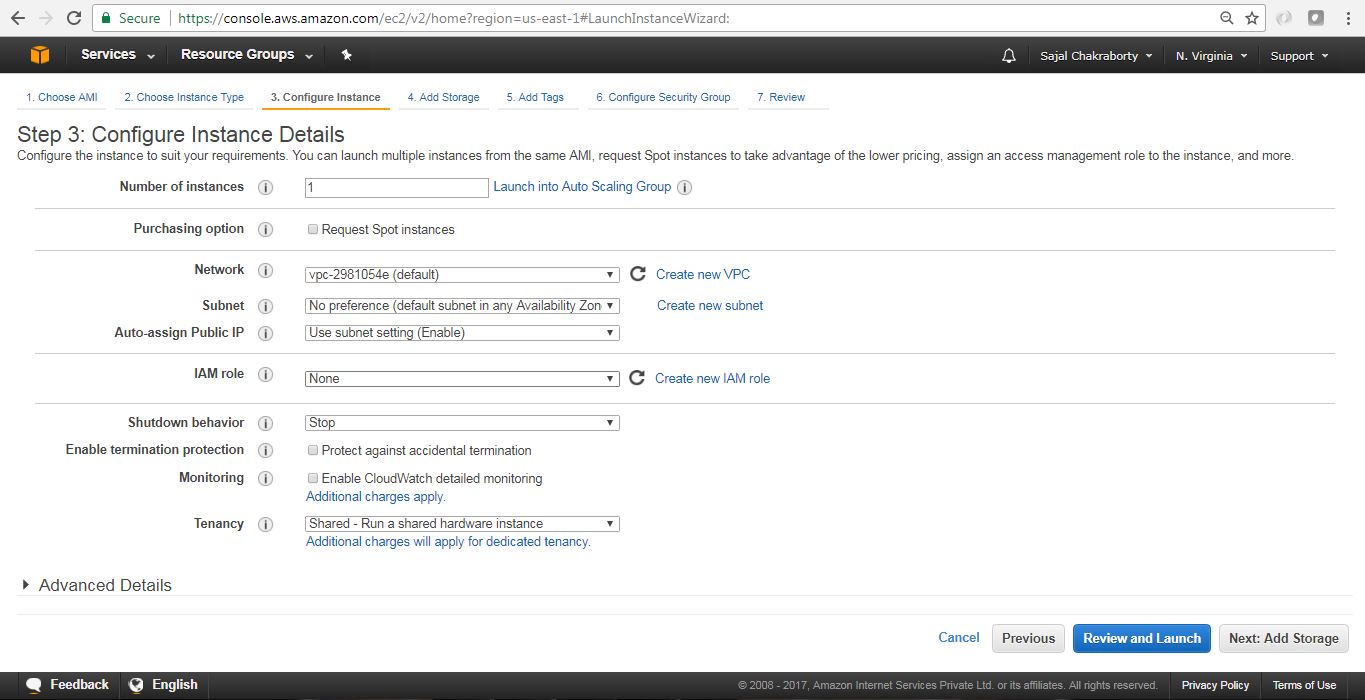 Secure https://console.aws.amazon.com/ec2/v2/home?region=us-east-1#LaunchInstanceWizard:
Services Resource Groups Sajal Chakraborty N. Virginia Support
1. Choose AMI 2. Choose Instance Type 3. Configure Instance 4. Add Storage 5. Add Tags 6. Configure Security Group 7. Review
Step 3: Configure Instance Details
Configure the instance to suit your requirements. You can launch multiple instances from the same AMI, request Spot instances to take advantage of the lower pricing, assign an access management role to the instance, and more.
Number of instances 1 Launch into Auto Scaling Group
Purchasing option Request Spot instances
Network vpc-2981054e (default) Create new VPC
Subnet No preference (default subnet in any Availability Zon Create new subnet
Auto-assign Public IP Use subnet setting (Enable)
IAM role None Create new IAM role
Shutdown behavior Stop
Enable termination protection Protect against accidental termination
Monitoring Enable CloudWatch detailed monitoring
Additional charges apply.
Tenancy Shared - Run a shared hardware instance
Additional charges will apply for dedicated tenancy.
Advanced Details
Cancel Previous Review and Launch Next: Add Storage
Feedback English © 2008 - 2017, Amazon Internet Services Private Ltd. or its affiliates. All rights reserved. Privacy Policy Terms of Use